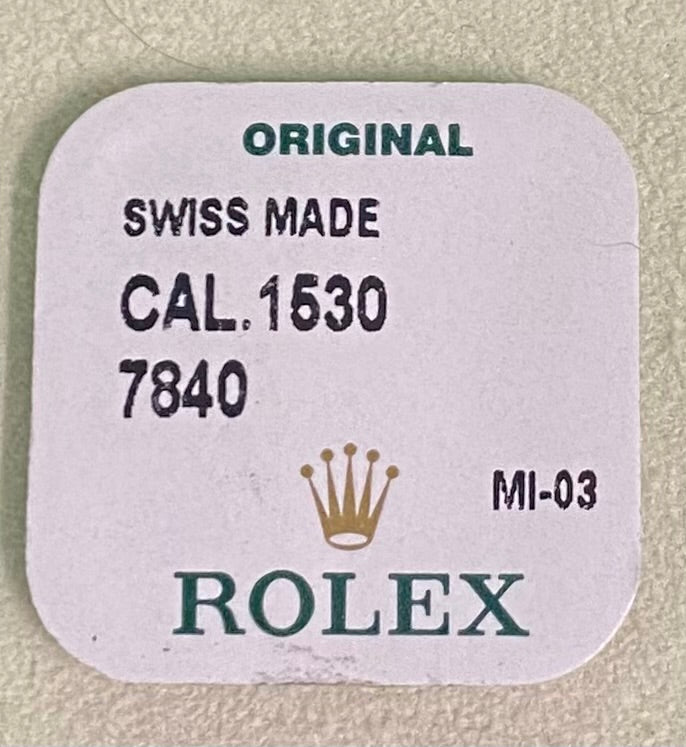 ORIGINAL
SWISS MADE
CAL.1530
7840
MI-03
ROLEX